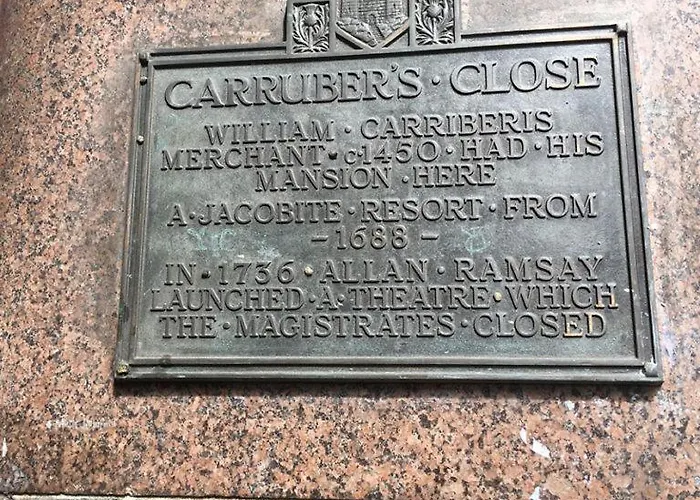 CARRUBER'S · CLOSE
WILLIAM · CARRIBERIS
MERCHANT · c1450 · HAD · HIS
MANSION · HERE
A · JACOBITE · RESORT · FROM
– 1688 –
IN · 1736 · ALLAN · RAMSAY
LAUNCHED · A · THEATRE · WHICH
THE · MAGISTRATES · CLOSED